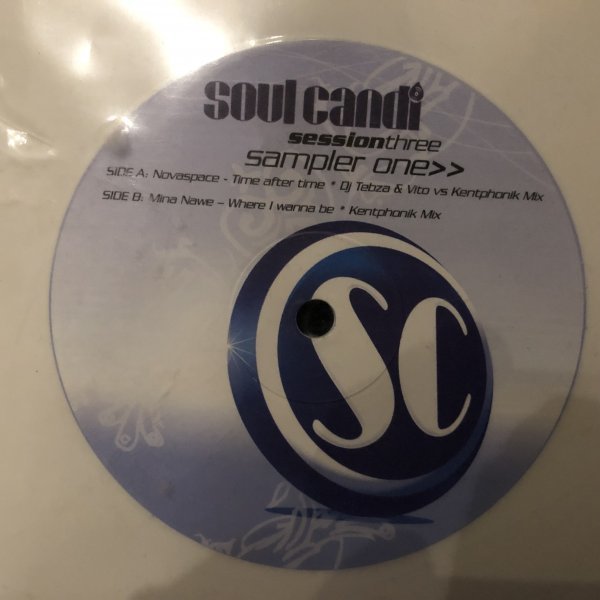 soul candi
sessionthree
sampler one>>
SIDE A: Novaspace - Time after time * DJ Tebza & Vito vs Kentphonik Mix
SIDE B: Mina Nawe – Where I wanna be * Kentphonik Mix
SC